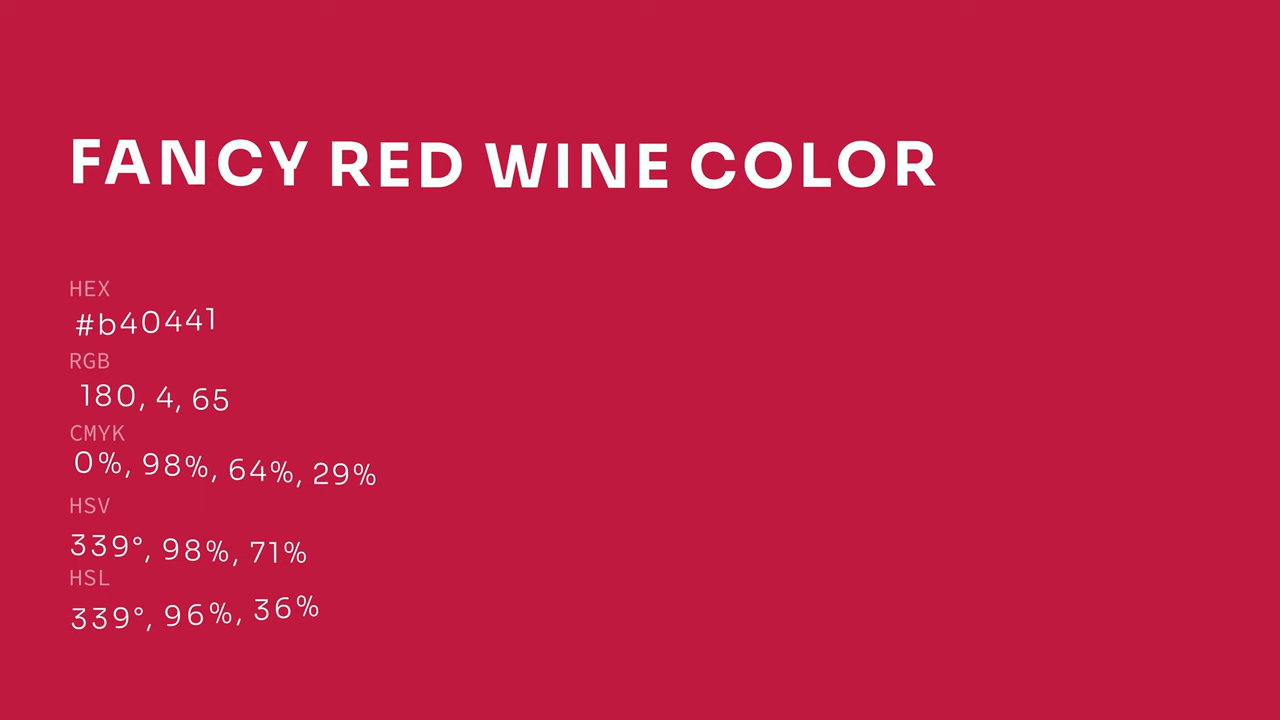 FANCY RED WINE COLOR
HEX
#b40441
RGB
180, 4, 65
CMYK
0%, 98%, 64%, 29%
HSV
339°, 98%, 71%
HSL
339°, 96%, 36%